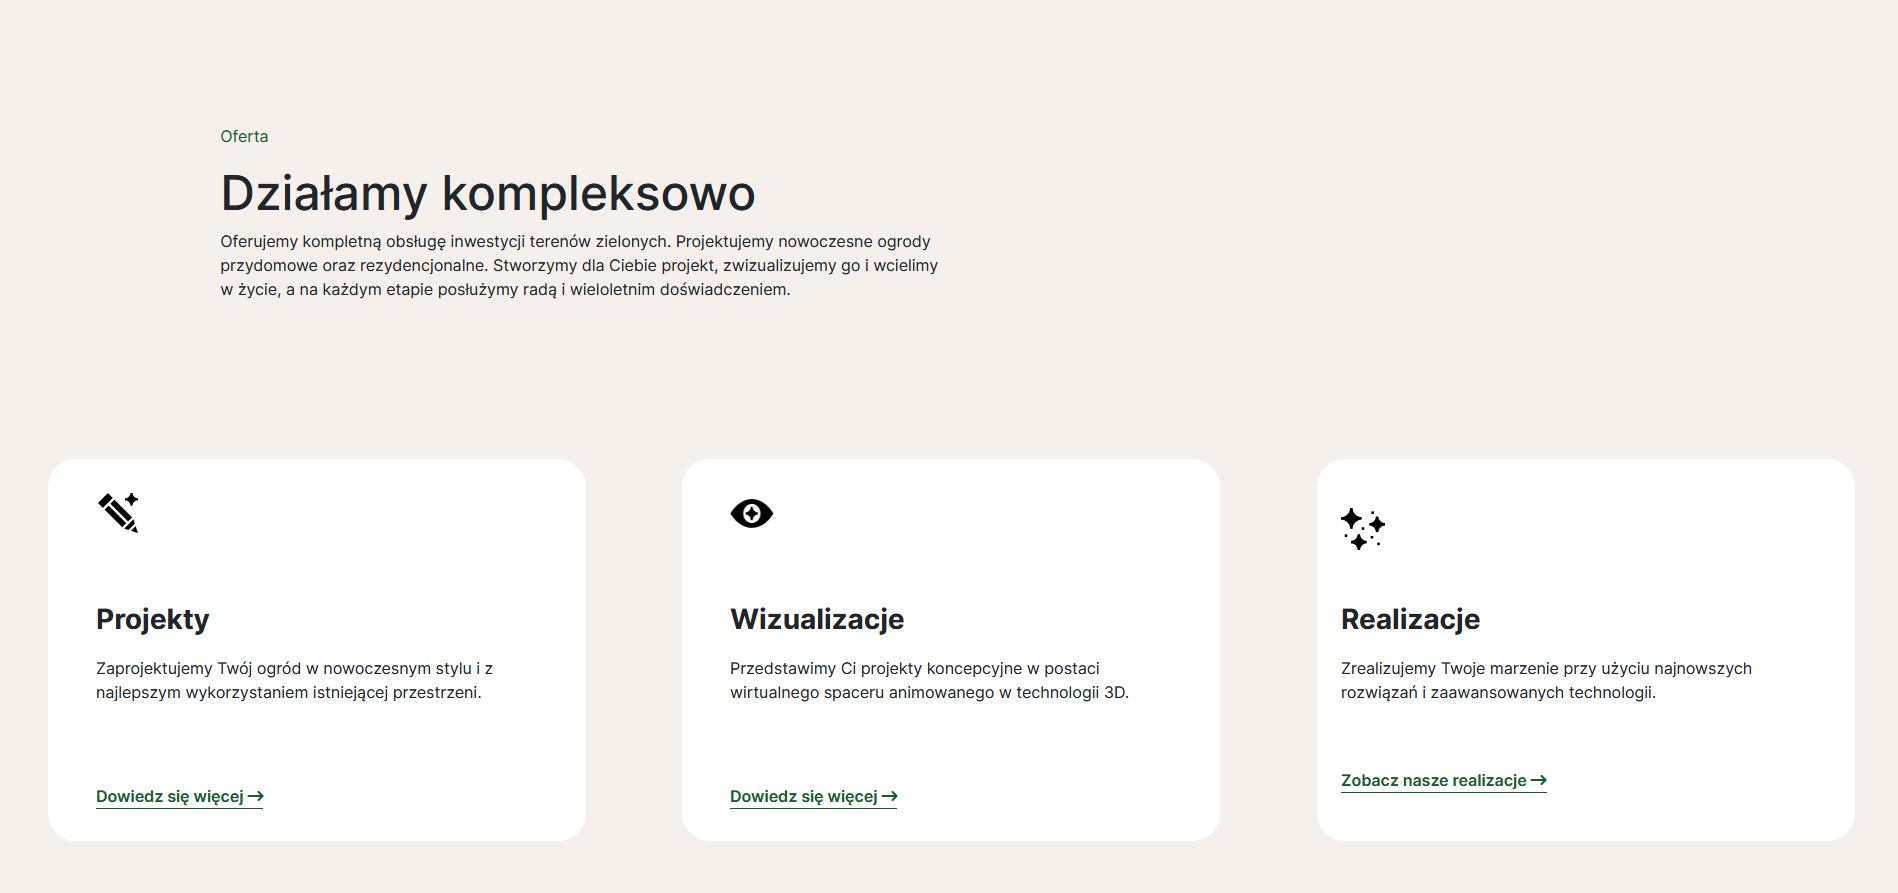 Oferta
Działamy kompleksowo
Oferujemy kompletną obsługę inwestycji terenów zielonych. Projektujemy nowoczesne ogrody
przydomowe oraz rezydencjonalne. Stworzymy dla Ciebie projekt, zwizualizujemy go i wcielimy
w życie, a na każdym etapie posłużymy radą i wieloletnim doświadczeniem.
Projekty
Zaprojektujemy Twój ogród w nowoczesnym stylu i z
najlepszym wykorzystaniem istniejącej przestrzeni.
Dowiedz się więcej →
Wizualizacje
Przedstawimy Ci projekty koncepcyjne w postaci
wirtualnego spaceru animowanego w technologii 3D.
Dowiedz się więcej →
Realizacje
Zrealizujemy Twoje marzenie przy użyciu najnowszych
rozwiązań i zaawansowanych technologii.
Zobacz nasze realizacje →